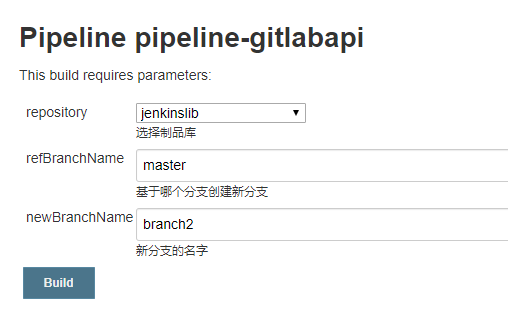 Pipeline pipeline-gitlabapi
This build requires parameters:
repository
jenkinslib
选择制品库
refBranchName
master
基于哪个分支创建新分支
newBranchName
branch2
新分支的名字
Build